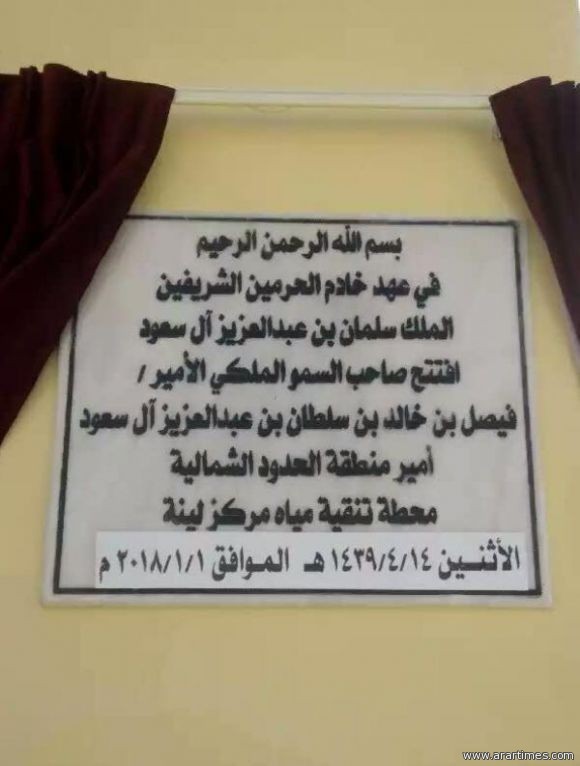 بسم الله الرحمن الرحيم
في عهد خادم الحرمين الشريفين
الملك سلمان بن عبدالعزيز آل سعود
افتتح صاحب السمو الملكي الأمير /
فيصل بن خالد بن سلطان بن عبدالعزيز آل سعود
أمير منطقة الحدود الشمالية
محطة تنقية مياه مركز لينة
الأثنين ١٤٣٩/٤/١٤ هـ الموافق ٢٠١٨/١/١ م
www.arartimes.com